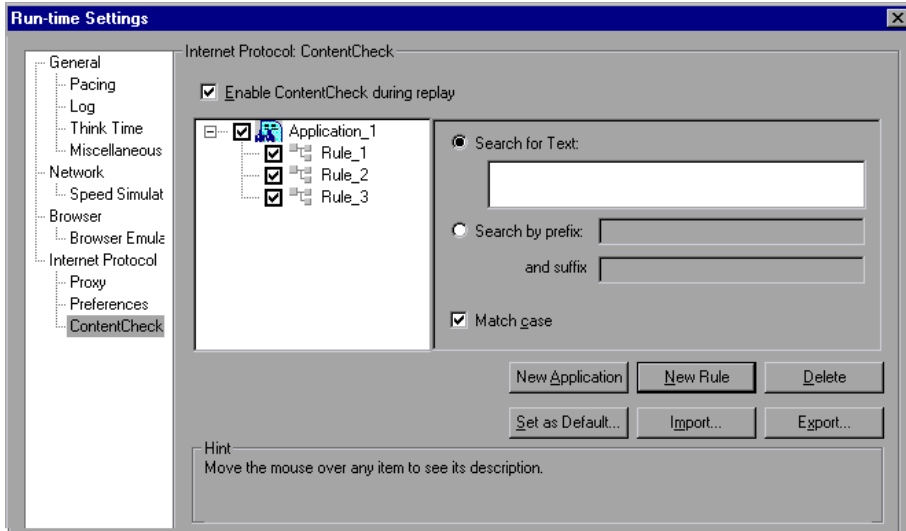 Run-time Settings
General
Pacing
Log
Think Time
Miscellaneous
Network
Speed Simulat
Browser
Browser Emula
Internet Protocol
Proxy
Preferences
ContentCheck
Internet Protocol: ContentCheck
Enable ContentCheck during replay
Application_1
Rule_1
Rule_2
Rule_3
Search for Text:
Search by prefix:
and suffix
Match case
New Application New Rule Delete
Set as Default... Import... Export...
Hint
Move the mouse over any item to see its description.